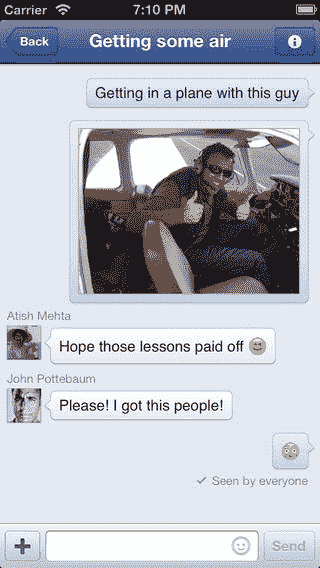 Carrier 7:10 PM
Back Getting some air
Getting in a plane with this guy
Atish Mehta
Hope those lessons paid off
John Pottebaum
Please! I got this people!
Seen by everyone
Send